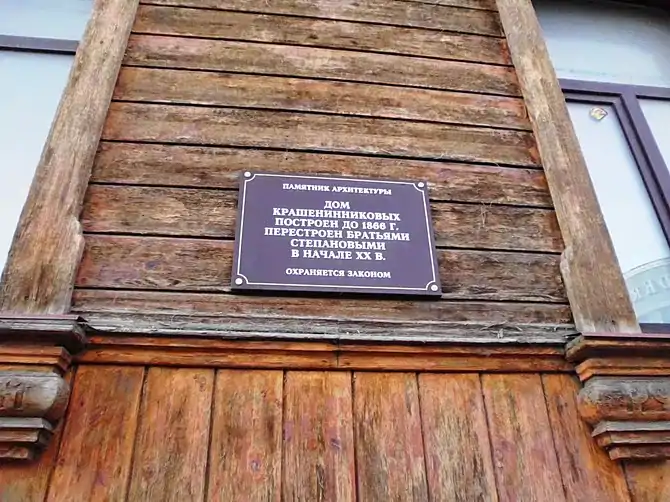 ПАМЯТНИК АРХИТЕКТУРЫ
ДОМ
КРАШЕНИННИКОВЫХ
ПОСТРОЕН ДО 1866 Г.
ПЕРЕСТРОЕН БРАТЬЯМИ
СТЕПАНОВЫМИ
В НАЧАЛЕ XX В.
ОХРАНЯЕТСЯ ЗАКОНОМ